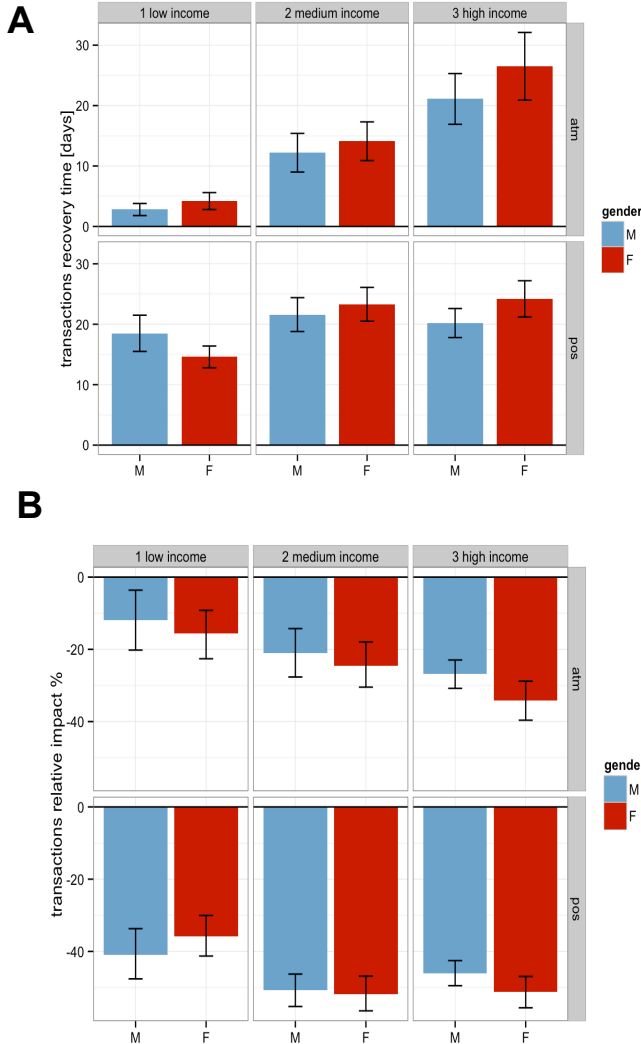 A
1 low income 2 medium income 3 high income
transactions recovery time [days]
30
20
10
0
atm
30
20
10
0
pos
M F M F M F
gender
M
F
B
1 low income 2 medium income 3 high income
transactions relative impact %
0
-20
-40
atm
0
-20
-40
pos
M F M F M F
gende
M
F